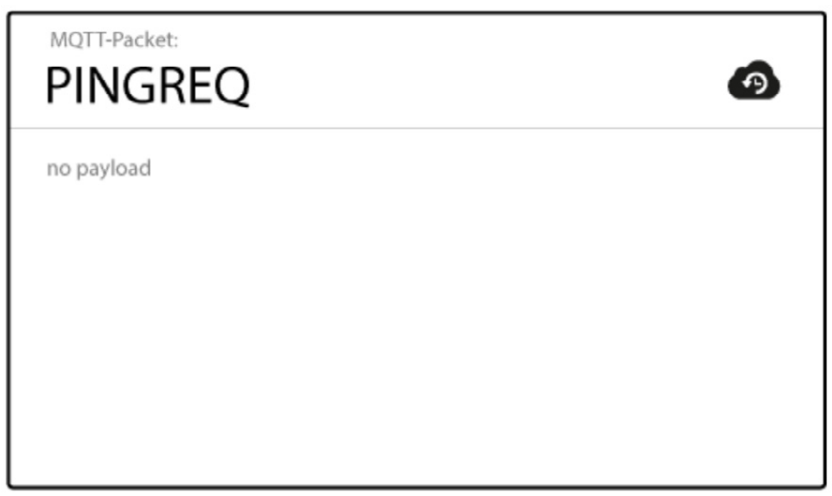 MQTT-Packet:
PINGREQ
no payload